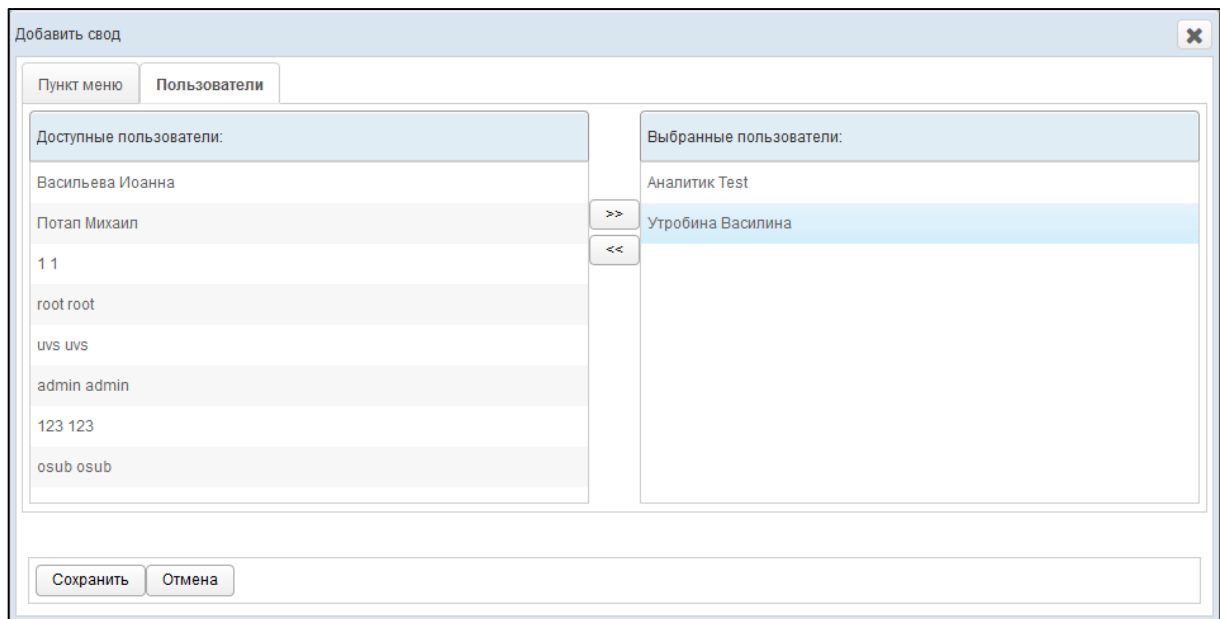 Добавить свод
Пункт меню Пользователи
Доступные пользователи:
Васильева Иоанна
Потап Михаил
1 1
root root
uvs uvs
admin admin
123 123
osub osub
>>
<<
Выбранные пользователи:
Аналитик Test
Утробина Василина
Сохранить Отмена